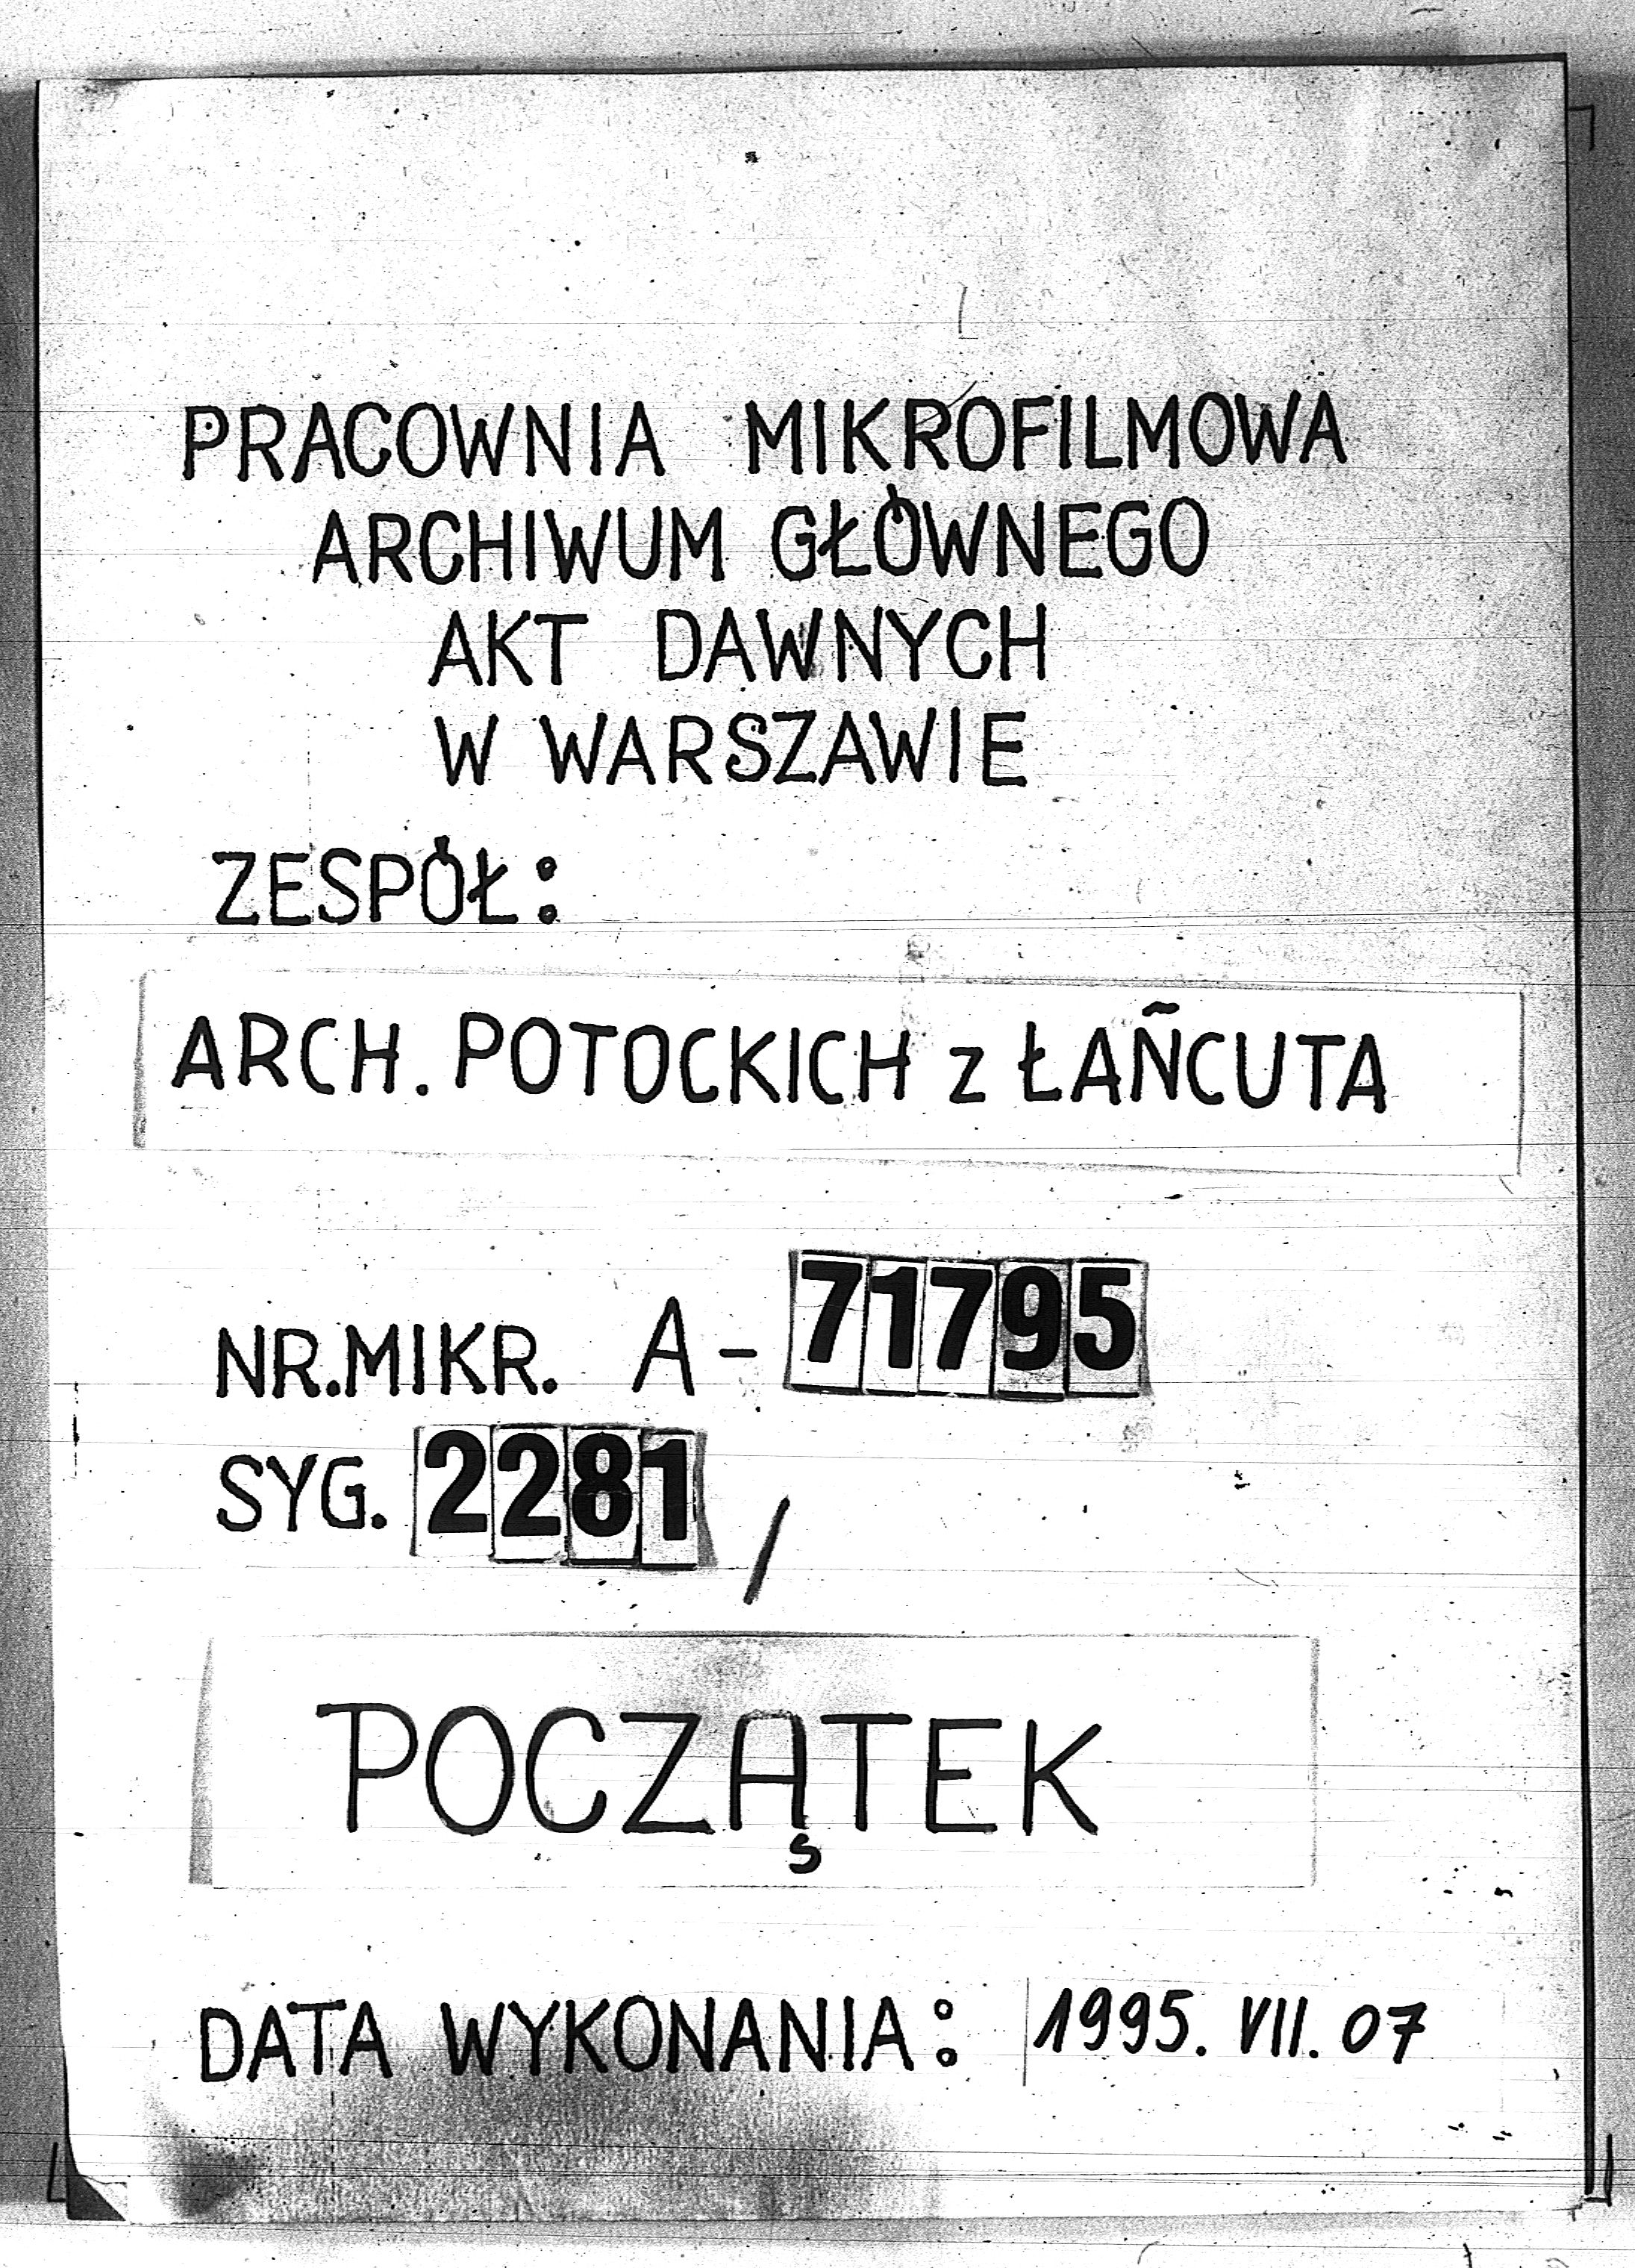 PRACOWNIA MIKROFILMOWA
ARCHIWUM GŁÓWNEGO
AKT DAWNYCH
W WARSZAWIE
ZESPÓŁ:
ARCH. POTOCKICH z ŁAŃCUTA
NR.MIKR. A-71795
SYG. 2281/
POCZĄTEK
DATA WYKONANIA: 1995. VII. 07